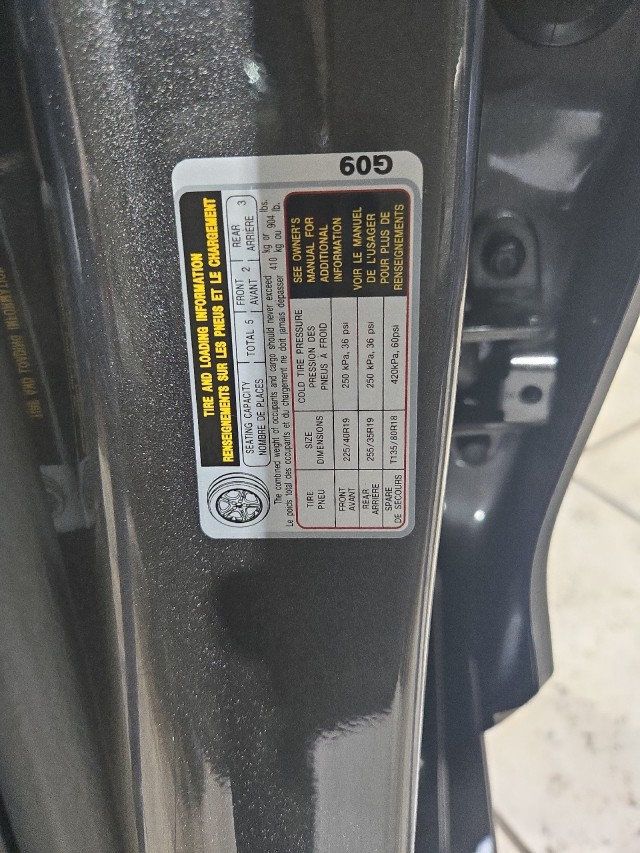 TIRE AND LOADING INFORMATION
RENSEIGNEMENTS SUR LES PNEUS ET LE CHARGEMENT
SEATING CAPACITY
NOMBRE DE PLACES
TOTAL 5
FRONT
AVANT
2
REAR
ARRIÈRE
3
The combined weight of occupants and cargo should never exceed 410 kg or 904 lbs.
Le poids total des occupants et du chargement ne doit jamais dépasser 410 kg ou 904 lb.
TIRE
PNEU
SIZE
DIMENSIONS
COLD TIRE PRESSURE
PRESSION DES
PNEUS À FROID
FRONT
AVANT
225/40R19
250 kPa, 36 psi
REAR
ARRIÈRE
255/35R19
250 kPa, 36 psi
SPARE
DE SECOURS
T135/80R18
420kPa, 60psi
SEE OWNER'S
MANUAL FOR
ADDITIONAL
INFORMATION
VOIR LE MANUEL
DE L'USAGER
POUR PLUS DE
RENSEIGNEMENTS
G09